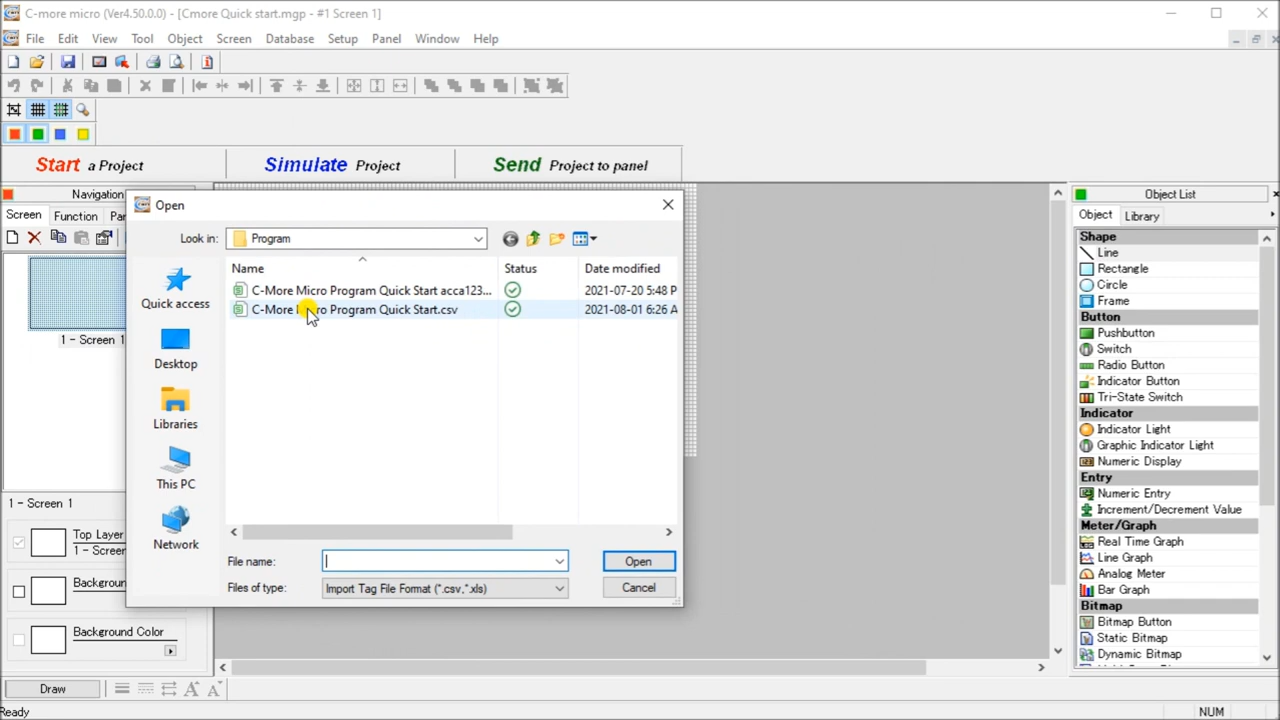 C-more micro (Ver4.50.0.0) - [Cmore Quick start.mgp - #1 Screen 1]
File Edit View Tool Object Screen Database Setup Panel Window Help
Start a Project Simulate Project Send Project to panel
Navigation
Screen Function
1 - Screen 1
1 - Screen 1
Top Layer
Background Color
Draw
Ready
NUM
Open
Look in: Program
Name Status Date modified
C-More Micro Program Quick Start acca123... 2021-07-20 5:48 P
C-More Program Quick Start.csv 2021-08-01 6:26 A
Quick access
Desktop
Libraries
This PC
Network
File name: Open
Files of type: Import Tag File Format (*.csv,*.xls) Cancel
Object List
Object Library
Shape
Line
Rectangle
Circle
Frame
Button
Pushbutton
Switch
Radio Button
Indicator Button
Tri-State Switch
Indicator
Indicator Light
Graphic Indicator Light
Numeric Display
Entry
Numeric Entry
Increment/Decrement Value
Meter/Graph
Real Time Graph
Line Graph
Analog Meter
Bar Graph
Bitmap
Bitmap Button
Static Bitmap
Dynamic Bitmap